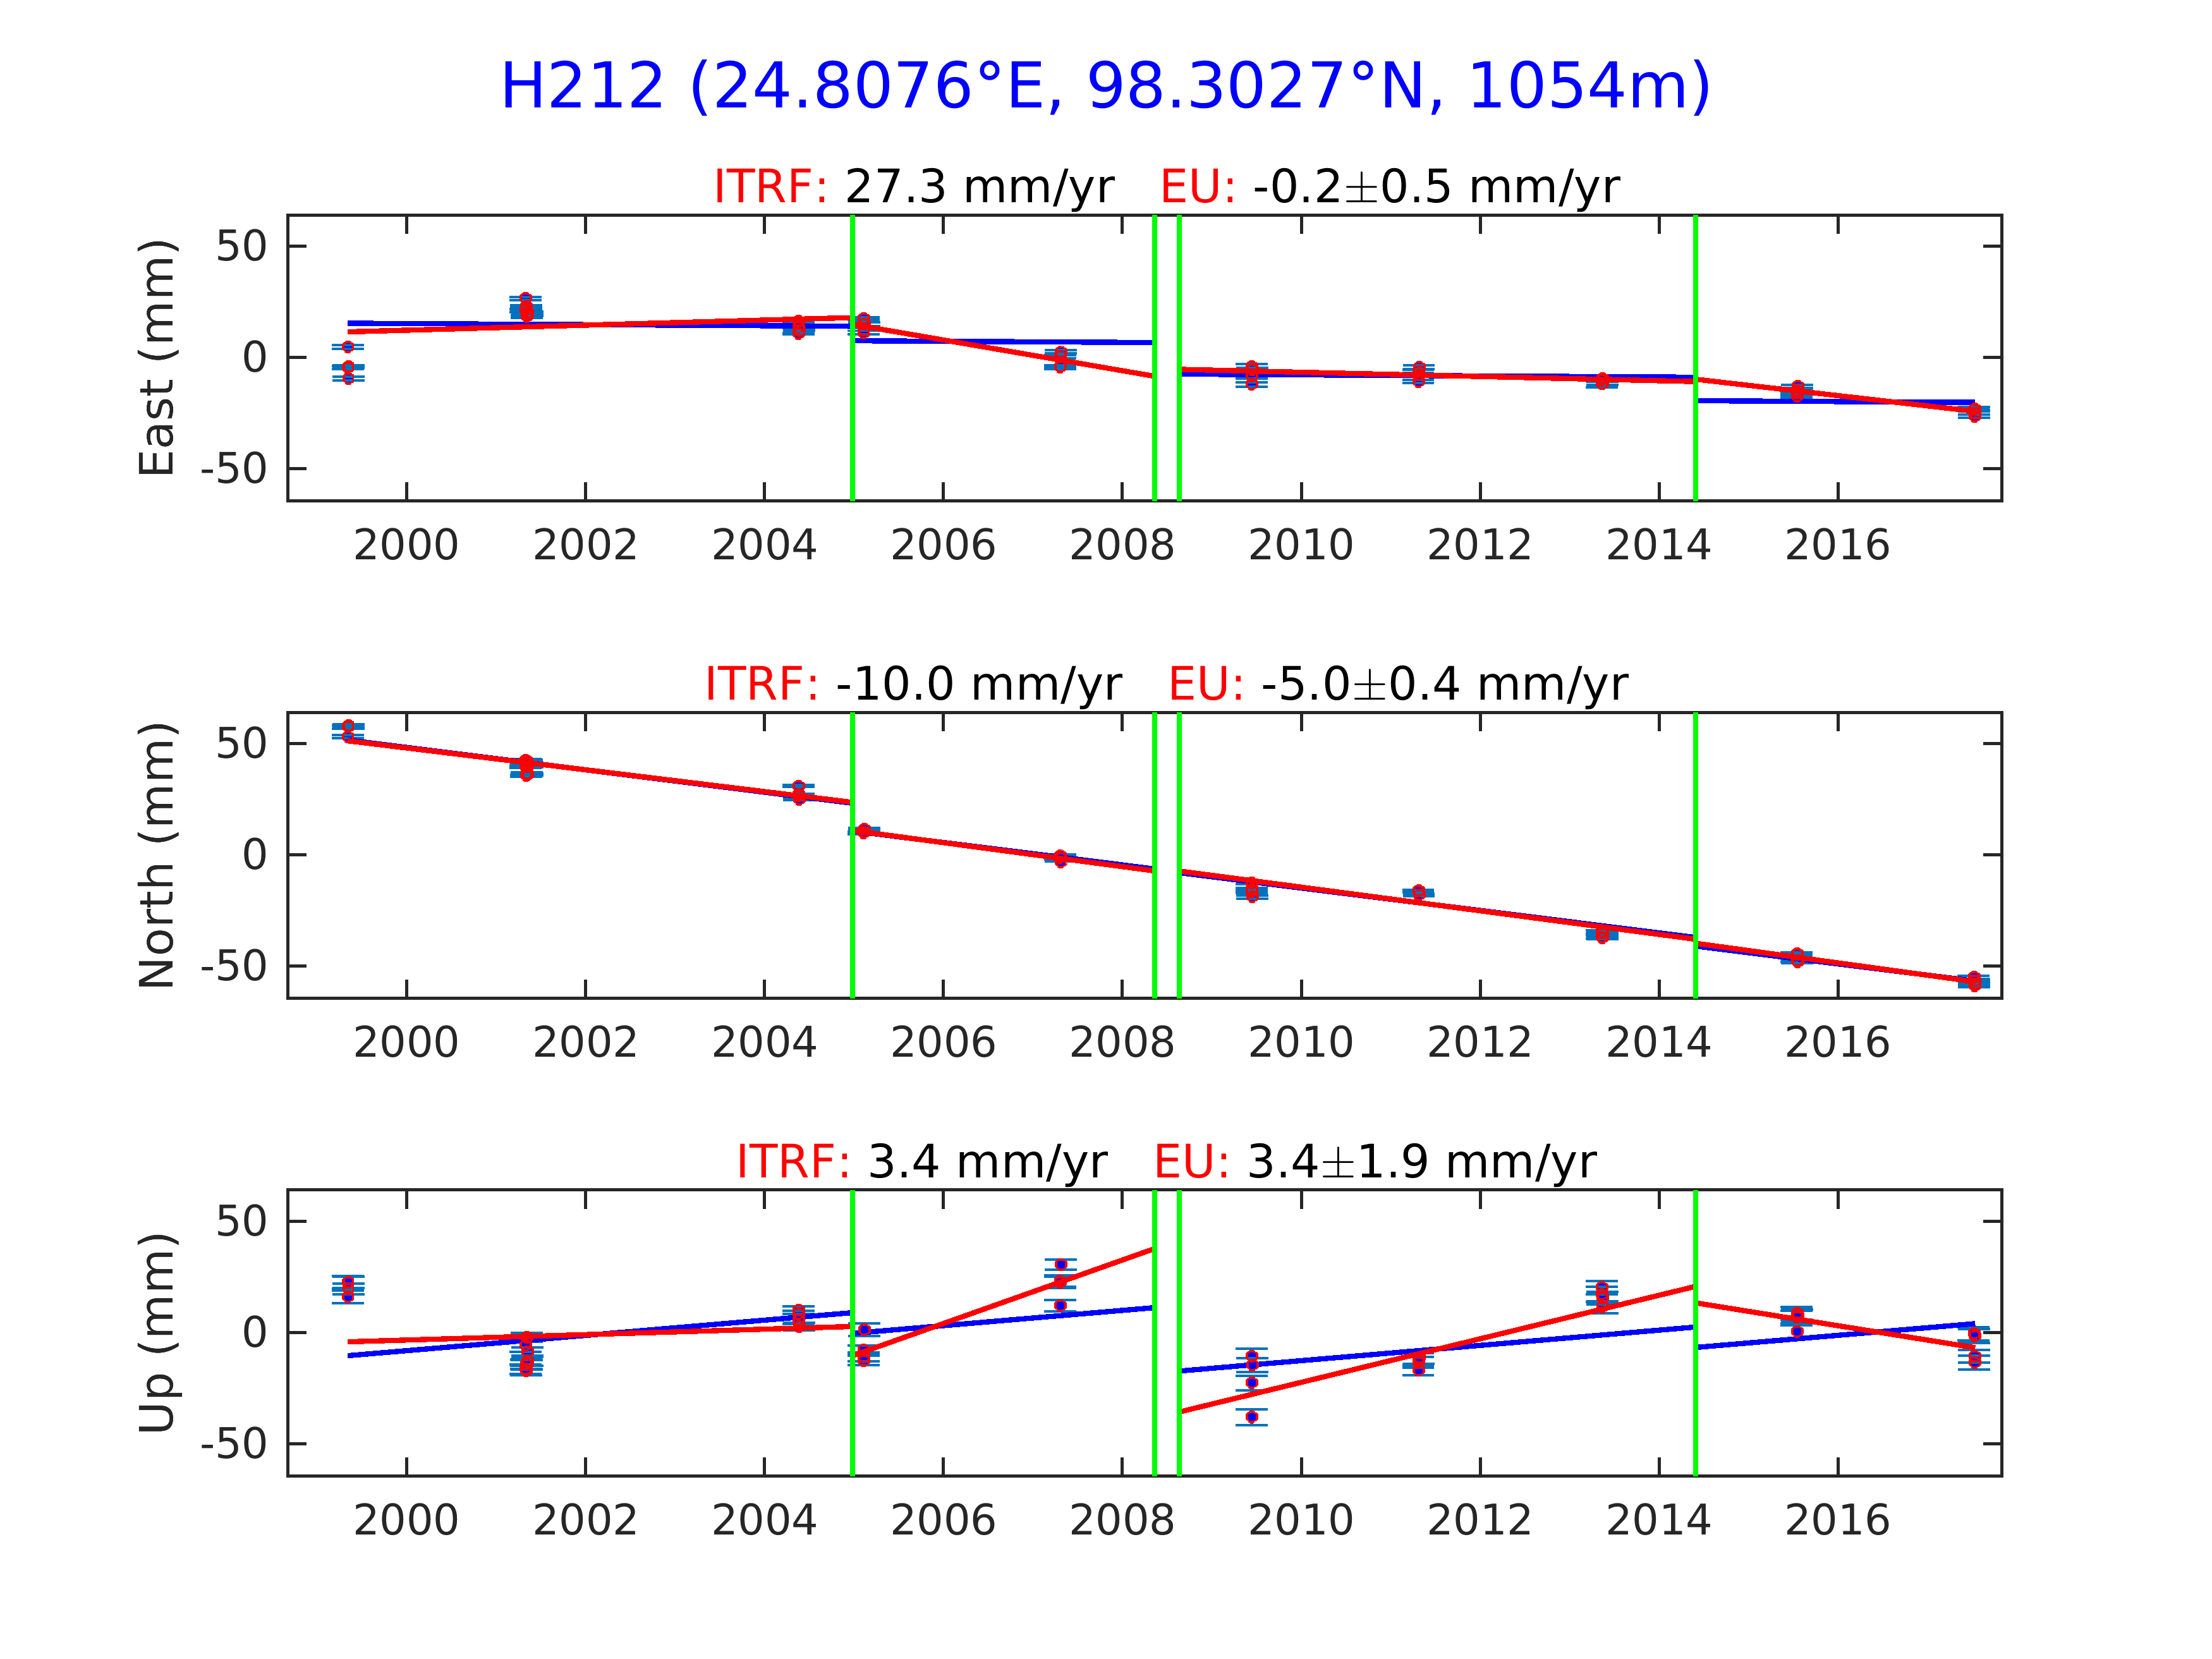 H212 (24.8076°E, 98.3027°N, 1054m)
ITRF: 27.3 mm/yr EU: -0.2±0.5 mm/yr
East (mm)
50
0
-50
2000 2002 2004 2006 2008 2010 2012 2014 2016
ITRF: -10.0 mm/yr EU: -5.0±0.4 mm/yr
North (mm)
50
0
-50
2000 2002 2004 2006 2008 2010 2012 2014 2016
ITRF: 3.4 mm/yr EU: 3.4±1.9 mm/yr
Up (mm)
50
0
-50
2000 2002 2004 2006 2008 2010 2012 2014 2016